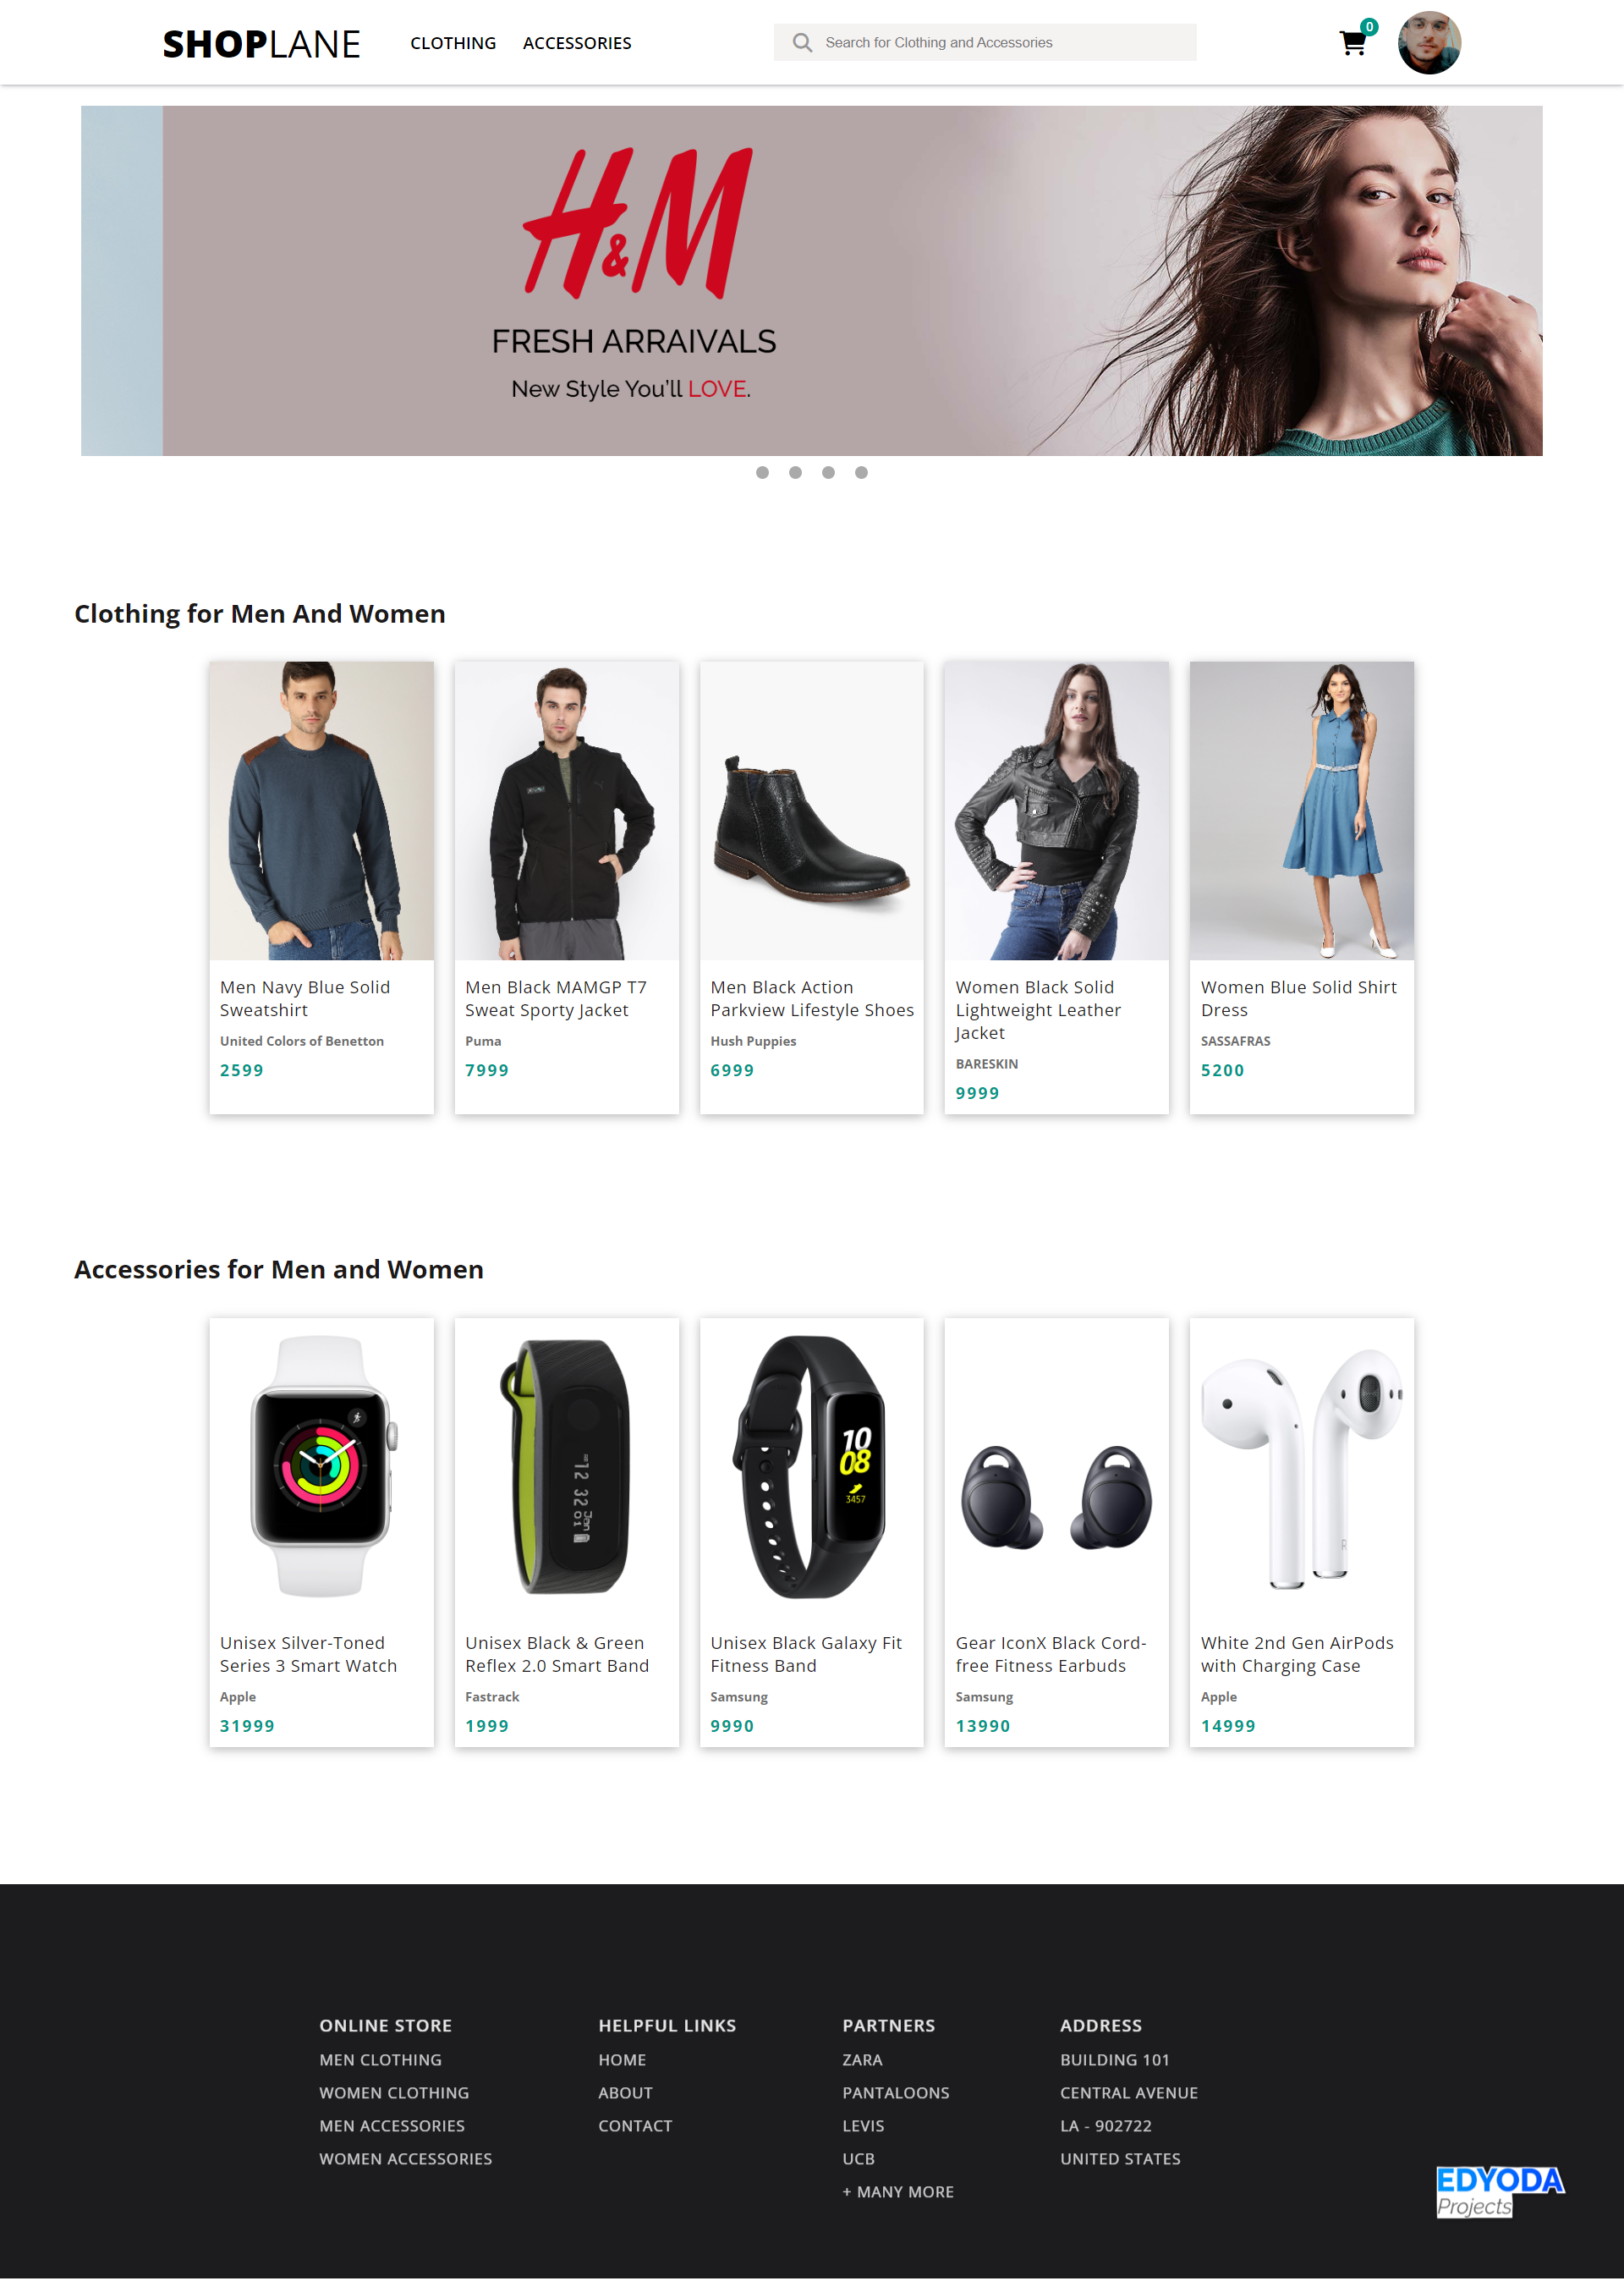 SHOPLANE
CLOTHING
ACCESSORIES
Search for Clothing and Accessories
0
H&M
FRESH ARRAIVALS
New Style You'll LOVE.
Clothing for Men And Women
Men Navy Blue Solid
Sweatshirt
United Colors of Benetton
2599
Men Black MAMGP T7
Sweat Sporty Jacket
Puma
7999
Men Black Action
Parkview Lifestyle Shoes
Hush Puppies
6999
Women Black Solid
Lightweight Leather
Jacket
BARESKIN
9999
Women Blue Solid Shirt
Dress
SASSAFRAS
5200
Accessories for Men and Women
12 32
Jan
01
10
08
3457
R
Unisex Silver-Toned
Series 3 Smart Watch
Apple
31999
Unisex Black & Green
Reflex 2.0 Smart Band
Fastrack
1999
Unisex Black Galaxy Fit
Fitness Band
Samsung
9990
Gear IconX Black Cord-
free Fitness Earbuds
Samsung
13990
White 2nd Gen AirPods
with Charging Case
Apple
14999
ONLINE STORE
MEN CLOTHING
WOMEN CLOTHING
MEN ACCESSORIES
WOMEN ACCESSORIES
HELPFUL LINKS
HOME
ABOUT
CONTACT
PARTNERS
ZARA
PANTALOONS
LEVIS
UCB
+ MANY MORE
ADDRESS
BUILDING 101
CENTRAL AVENUE
LA - 902722
UNITED STATES
EDYODA
Projects